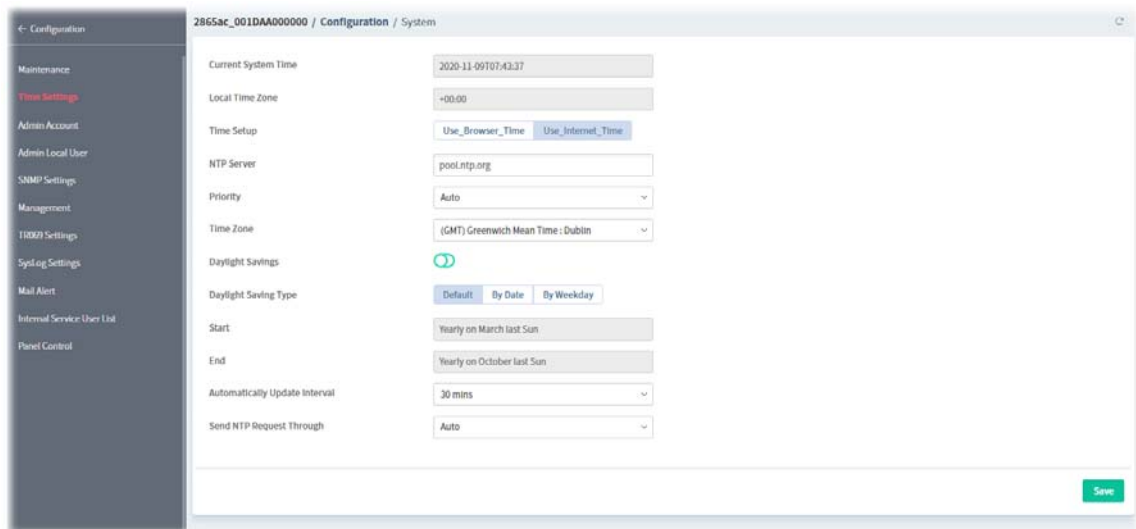 ← Configuration
2865ac_001DAA000000 / Configuration / System
Maintenance
Time Settings
Admin Account
Admin Local User
SNMP Settings
Management
TR069 Settings
SysLog Settings
Mail Alert
Internal Service User List
Panel Control
Current System Time
2020-11-09T07:43:37
Local Time Zone
+00:00
Time Setup
Use_Browser_Time Use_Internet_Time
NTP Server
pool.ntp.org
Priority
Auto
Time Zone
(GMT) Greenwich Mean Time : Dublin
Daylight Savings
Daylight Saving Type
Default By Date By Weekday
Start
Yearly on March last Sun
End
Yearly on October last Sun
Automatically Update Interval
30 mins
Send NTP Request Through
Auto
Save